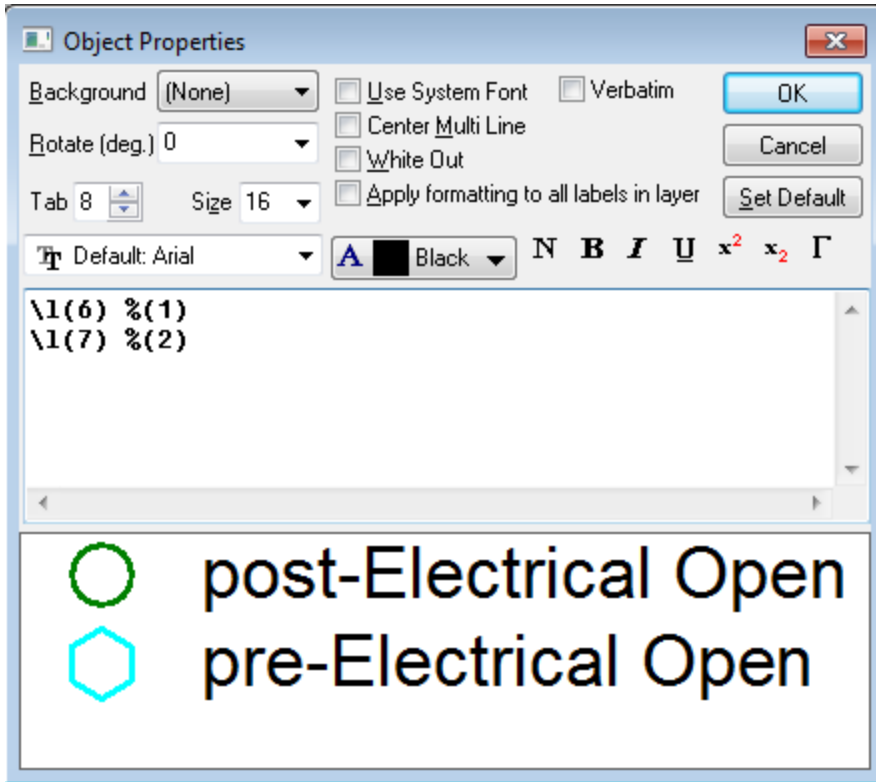 Object Properties
Background (None)
Use System Font
Verbatim
OK
Rotate (deg.) 0
Center Multi Line
White Out
Cancel
Tab 8
Size 16
Apply formatting to all labels in layer
Set Default
Default: Arial
A Black
N B I U x² x₂ Γ
\l(6) %(1)
\l(7) %(2)
post-Electrical Open
pre-Electrical Open